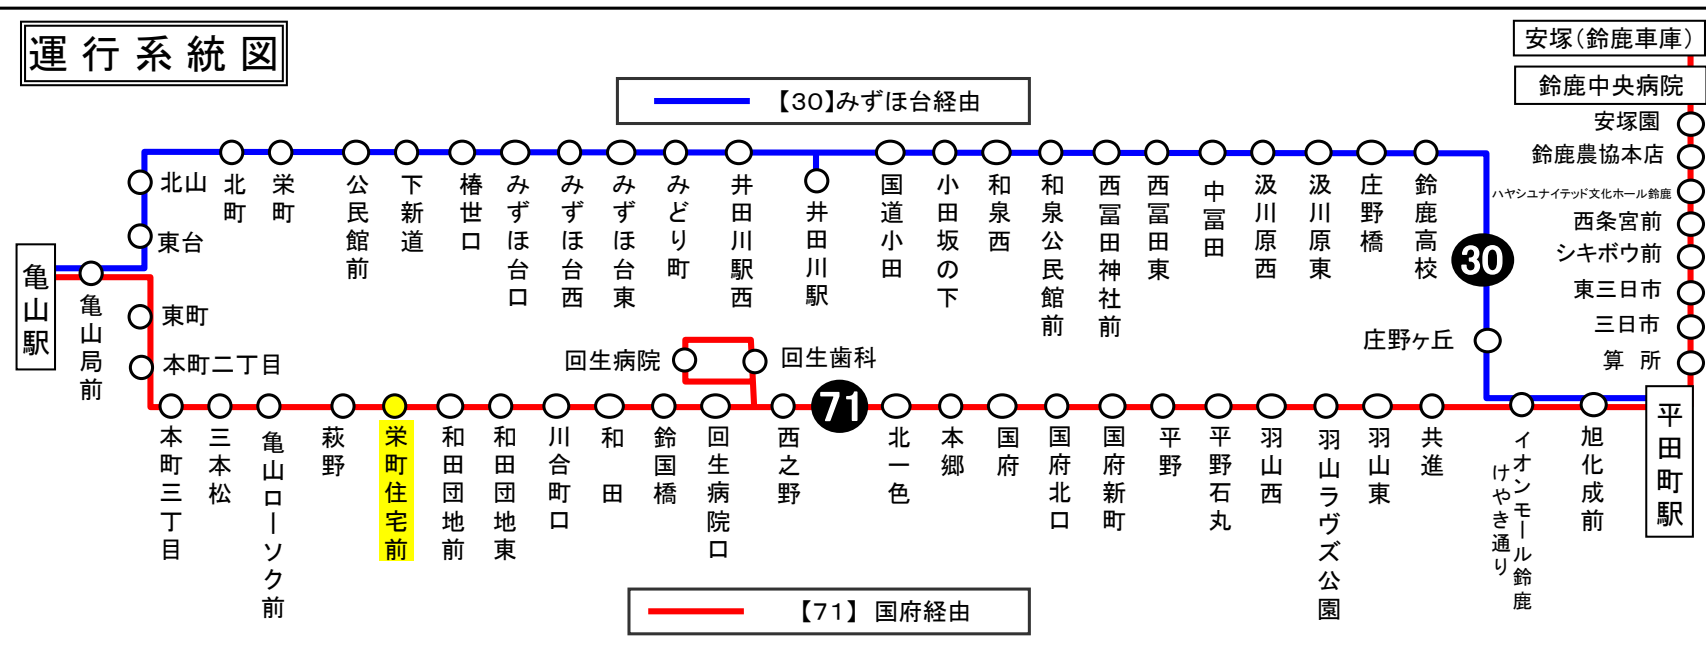 運行系統図
【30】みずほ台経由
安塚(鈴鹿車庫)
鈴鹿中央病院
安塚園
鈴鹿農協本店
ハヤシユナイテッド文化ホール鈴鹿
西条宮前
シキボウ前
東三日市
三日市
算所
平田町駅
亀山駅
亀山局前
東台
北山
北町
栄町
公民館前
下新道
椿世口
みずほ台口
みずほ台西
みずほ台東
みどり町
井田川駅西
井田川駅
国道小田
小田坂の下
和泉西
和泉公民館前
西冨田神社前
西冨田東
中冨田
汲川原西
汲川原東
庄野橋
鈴鹿高校
30
庄野ヶ丘
東町
本町二丁目
本町三丁目
三本松
亀山ローソク前
萩野
栄町住宅前
和田団地前
和田団地東
川合町口
和田
鈴国橋
回生病院口
回生病院
回生歯科
西之野
71
北一色
本郷
国府
国府北口
国府新町
平野
平野石丸
羽山西
羽山ラヴズ公園
羽山東
共進
イオンモール鈴鹿
けやき通り
旭化成前
【71】国府経由